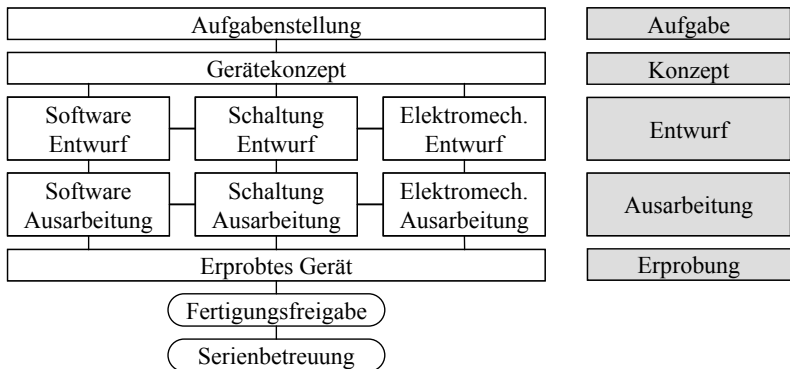 Aufgabenstellung
Aufgabe
Gerätekonzept
Konzept
Software
Entwurf
Schaltung
Entwurf
Elektromech.
Entwurf
Entwurf
Software
Ausarbeitung
Schaltung
Ausarbeitung
Elektromech.
Ausarbeitung
Ausarbeitung
Erprobtes Gerät
Erprobung
Fertigungsfreigabe
Serienbetreuung